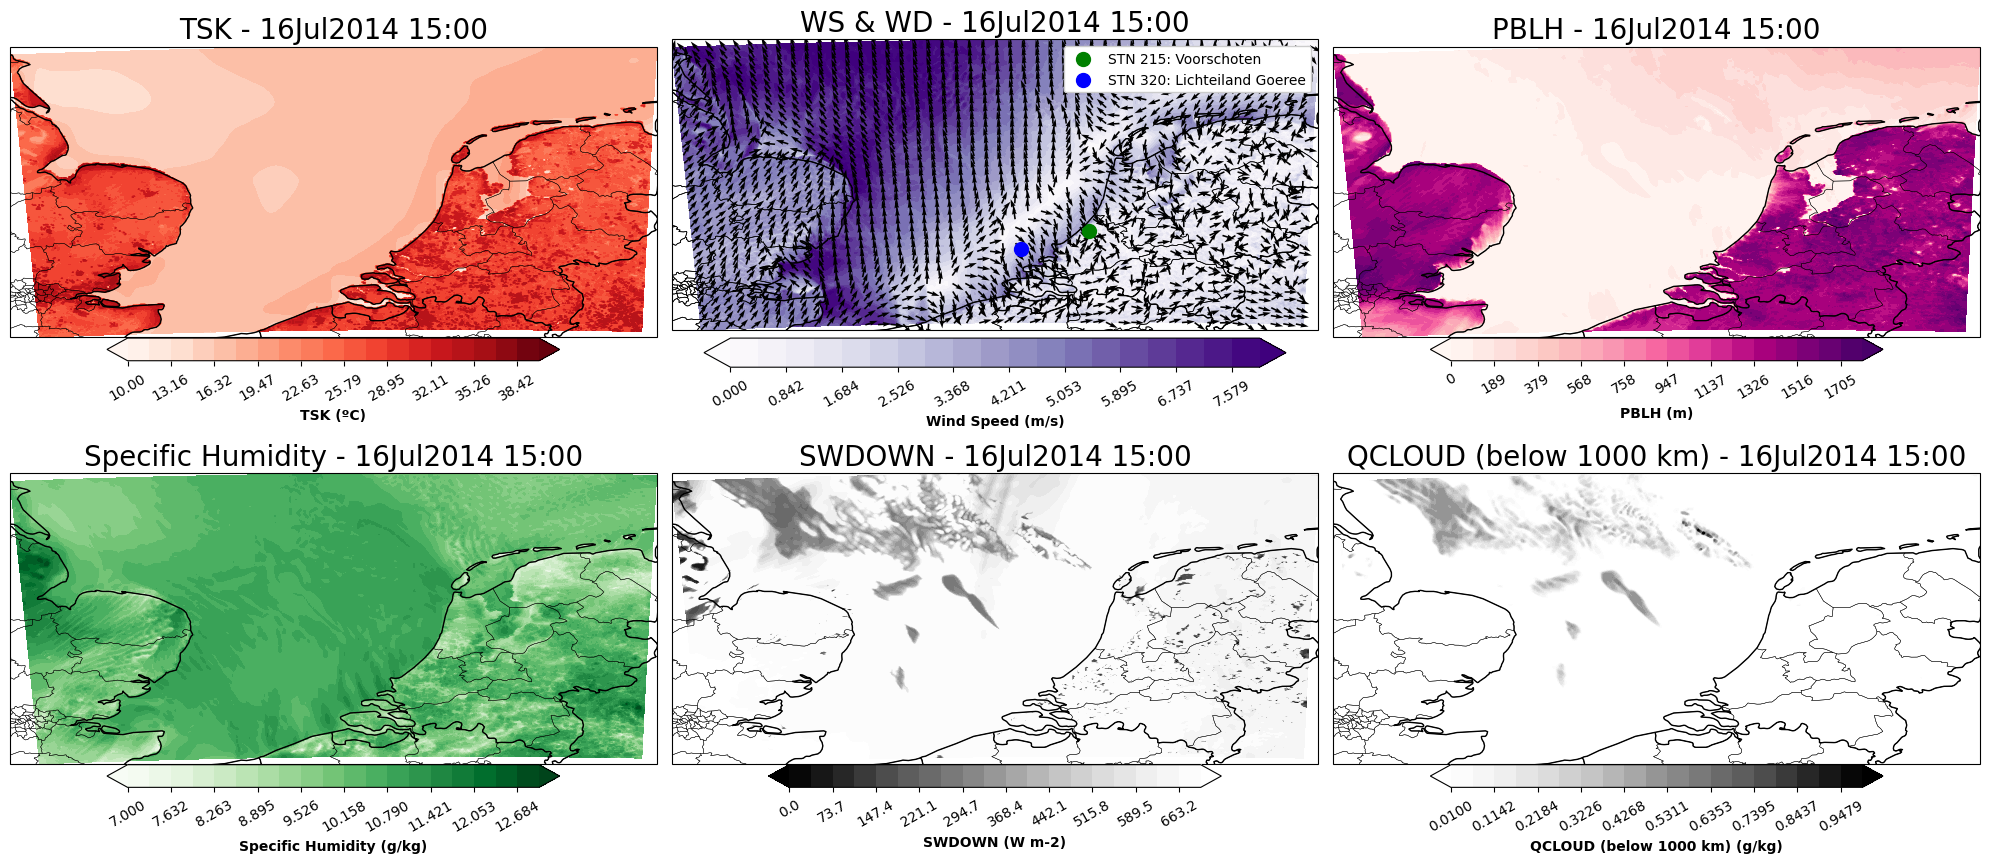 TSK - 16Jul2014 15:00
WS & WD - 16Jul2014 15:00
PBLH - 16Jul2014 15:00
STN 215: Voorschoten
STN 320: Lichteiland Goeree
10.00 13.16 16.32 19.47 22.63 25.79 28.95 32.11 35.26 38.42
TSK (ºC)
0.000 0.842 1.684 2.526 3.368 4.211 5.053 5.895 6.737 7.579
Wind Speed (m/s)
0 189 379 568 758 947 1137 1326 1516 1705
PBLH (m)
Specific Humidity - 16Jul2014 15:00
SWDOWN - 16Jul2014 15:00
QCLOUD (below 1000 km) - 16Jul2014 15:00
7.000 7.632 8.263 8.895 9.526 10.158 10.790 11.421 12.053 12.684
Specific Humidity (g/kg)
0.0 73.7 147.4 221.1 294.7 368.4 442.1 515.8 589.5 663.2
SWDOWN (W m-2)
0.0100 0.1142 0.2184 0.3226 0.4268 0.5311 0.6353 0.7395 0.8437 0.9479
QCLOUD (below 1000 km) (g/kg)